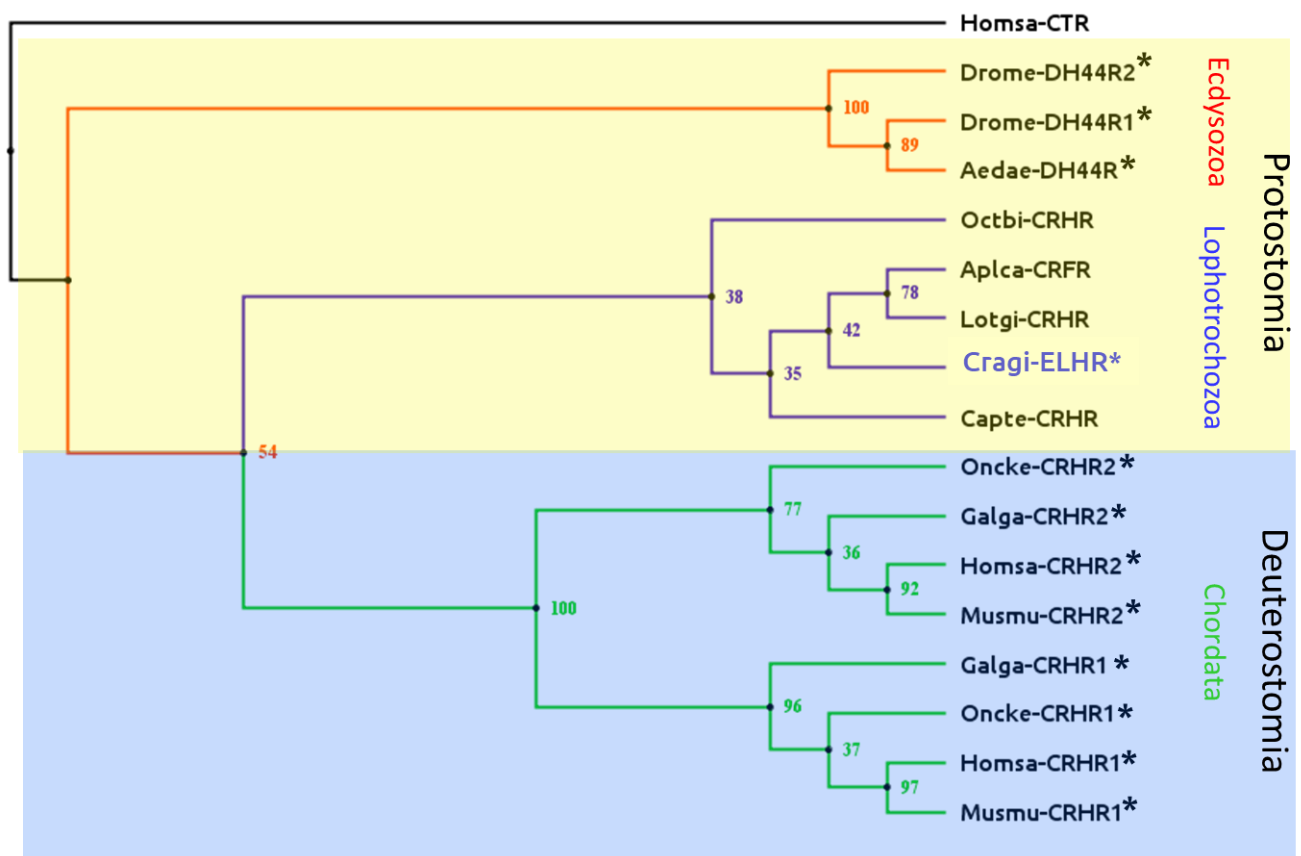 Homsa-CTR
Drome-DH44R2*
100
Drome-DH44R1*
89
Aedae-DH44R*
Ecdysozoa
Octbi-CRHR
38
Aplca-CRFR
78
Lotgi-CRHR
42
Cragi-ELHR*
35
Capte-CRHR
Lophotrochozoa
Protostomia
54
Oncke-CRHR2*
77
Galga-CRHR2*
36
Homsa-CRHR2*
92
Musmu-CRHR2*
100
Galga-CRHR1 *
96
Oncke-CRHR1*
37
Homsa-CRHR1*
97
Musmu-CRHR1*
Chordata
Deuterostomia